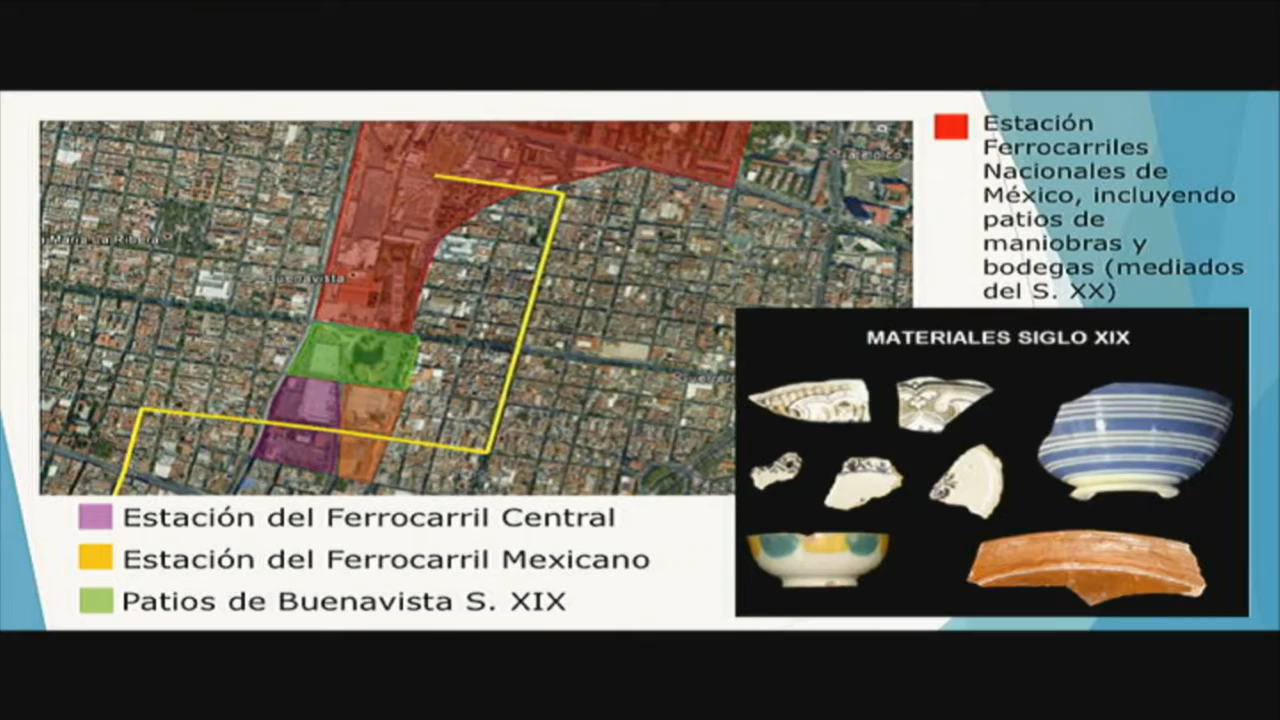 Estación
Ferrocarriles
Nacionales de
México, incluyendo
patios de
maniobras y
bodegas (mediados
del S. XX)
Buenavista
MATERIALES SIGLO XIX
Estación del Ferrocarril Central
Estación del Ferrocarril Mexicano
Patios de Buenavista S. XIX